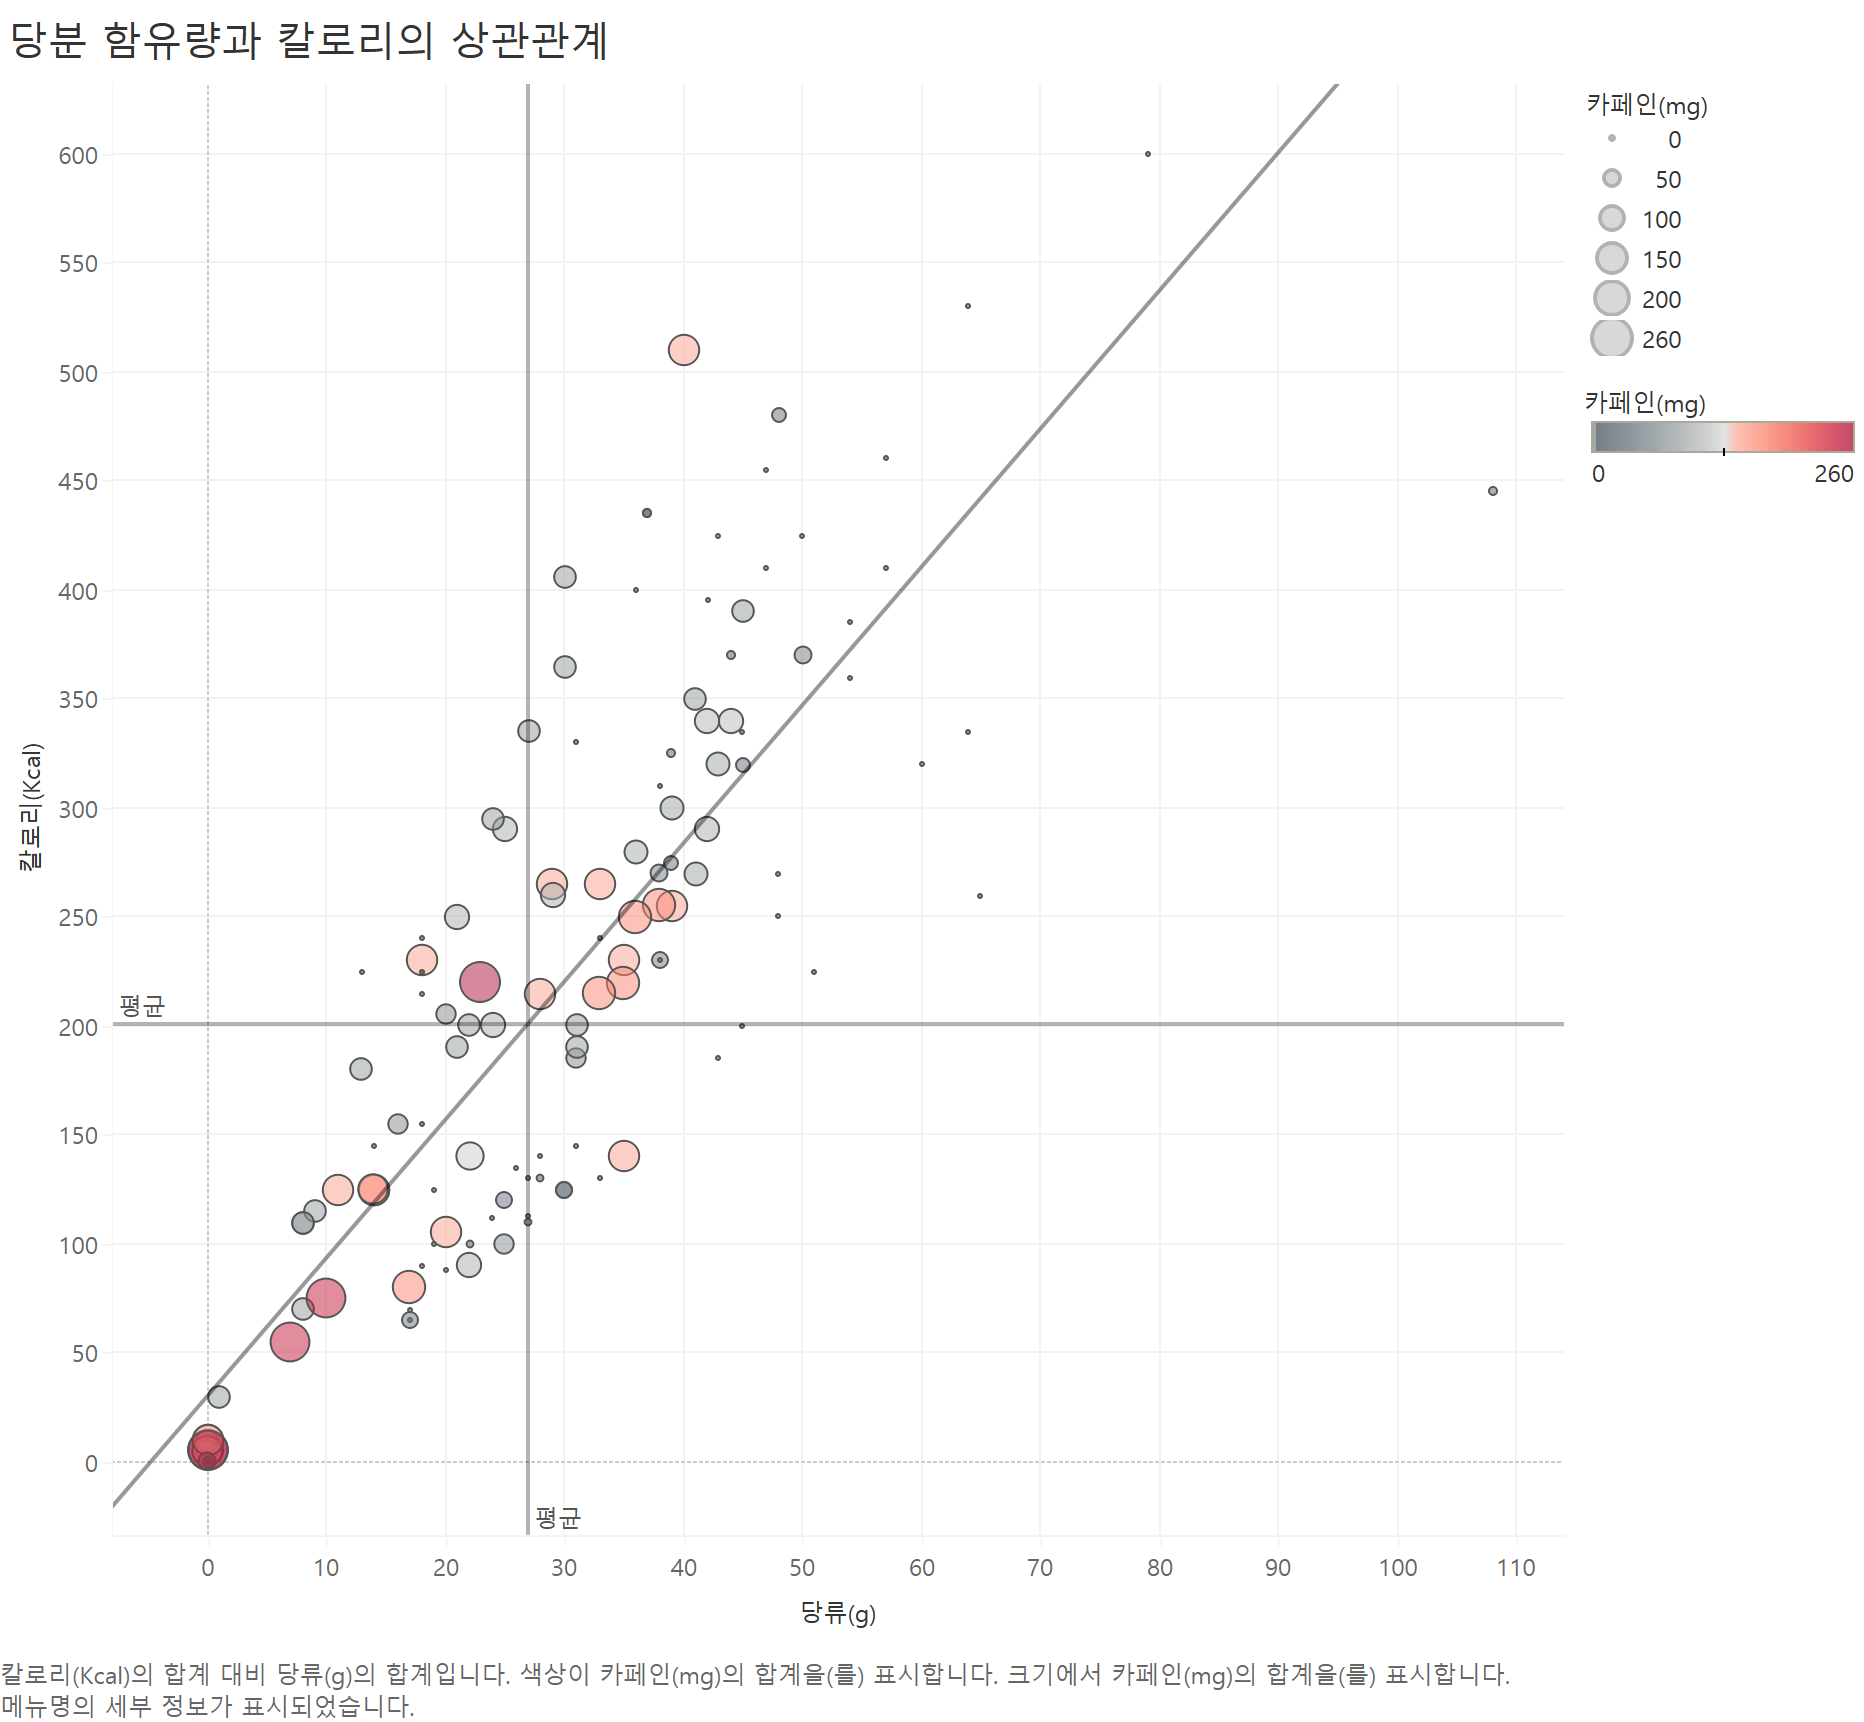 당분 함유량과 칼로리의 상관관계
카페인(mg)
0
50
100
150
200
260
카페인(mg)
0 260
600
550
500
450
400
350
300
250
200
150
100
50
0
칼로리(Kcal)
평균
평균
0 10 20 30 40 50 60 70 80 90 100 110
당류(g)
칼로리(Kcal)의 합계 대비 당류(g)의 합계입니다. 색상이 카페인(mg)의 합계을(를) 표시합니다. 크기에서 카페인(mg)의 합계을(를) 표시합니다.
메뉴명의 세부 정보가 표시되었습니다.